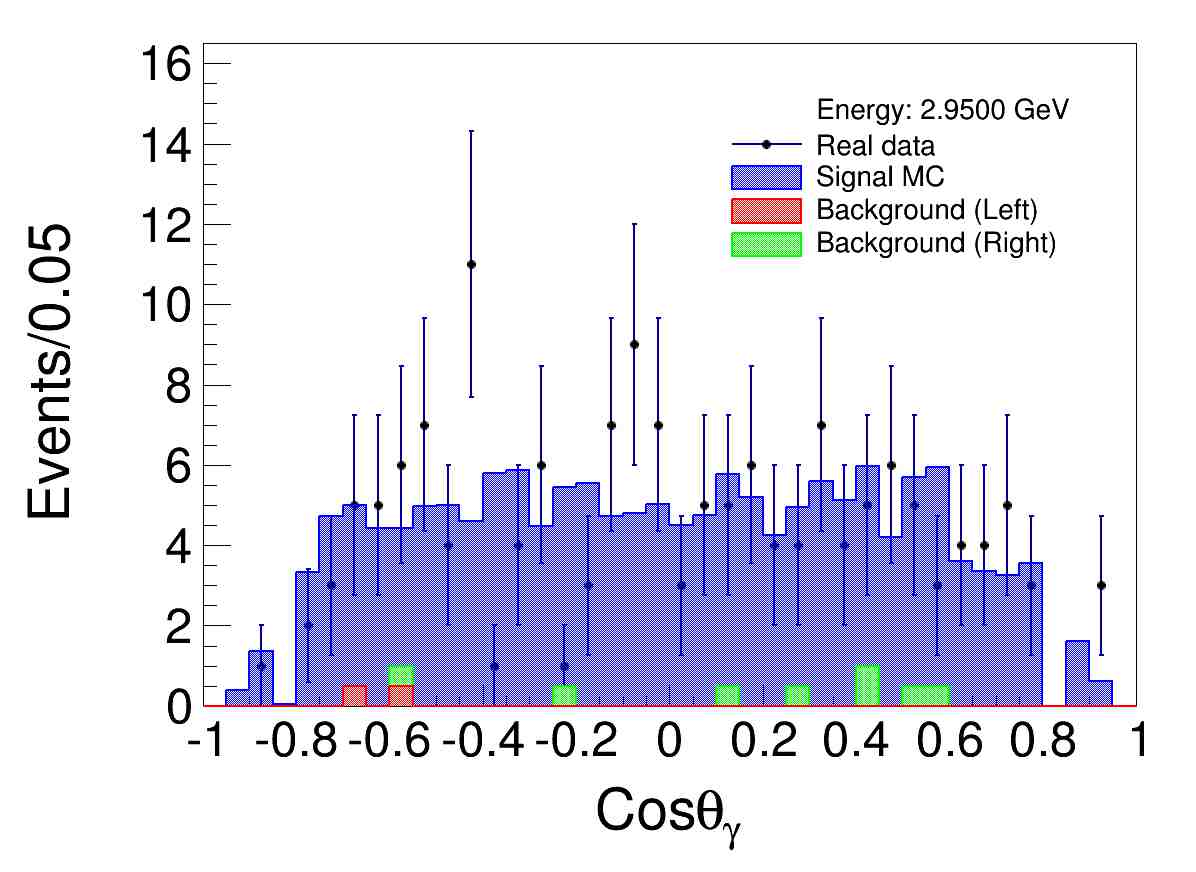 16
14
12
10
8
6
4
2
0
Events/0.05
Energy: 2.9500 GeV
Real data
Signal MC
Background (Left)
Background (Right)
-1 -0.8 -0.6 -0.4 -0.2 0 0.2 0.4 0.6 0.8 1
Cosθγ